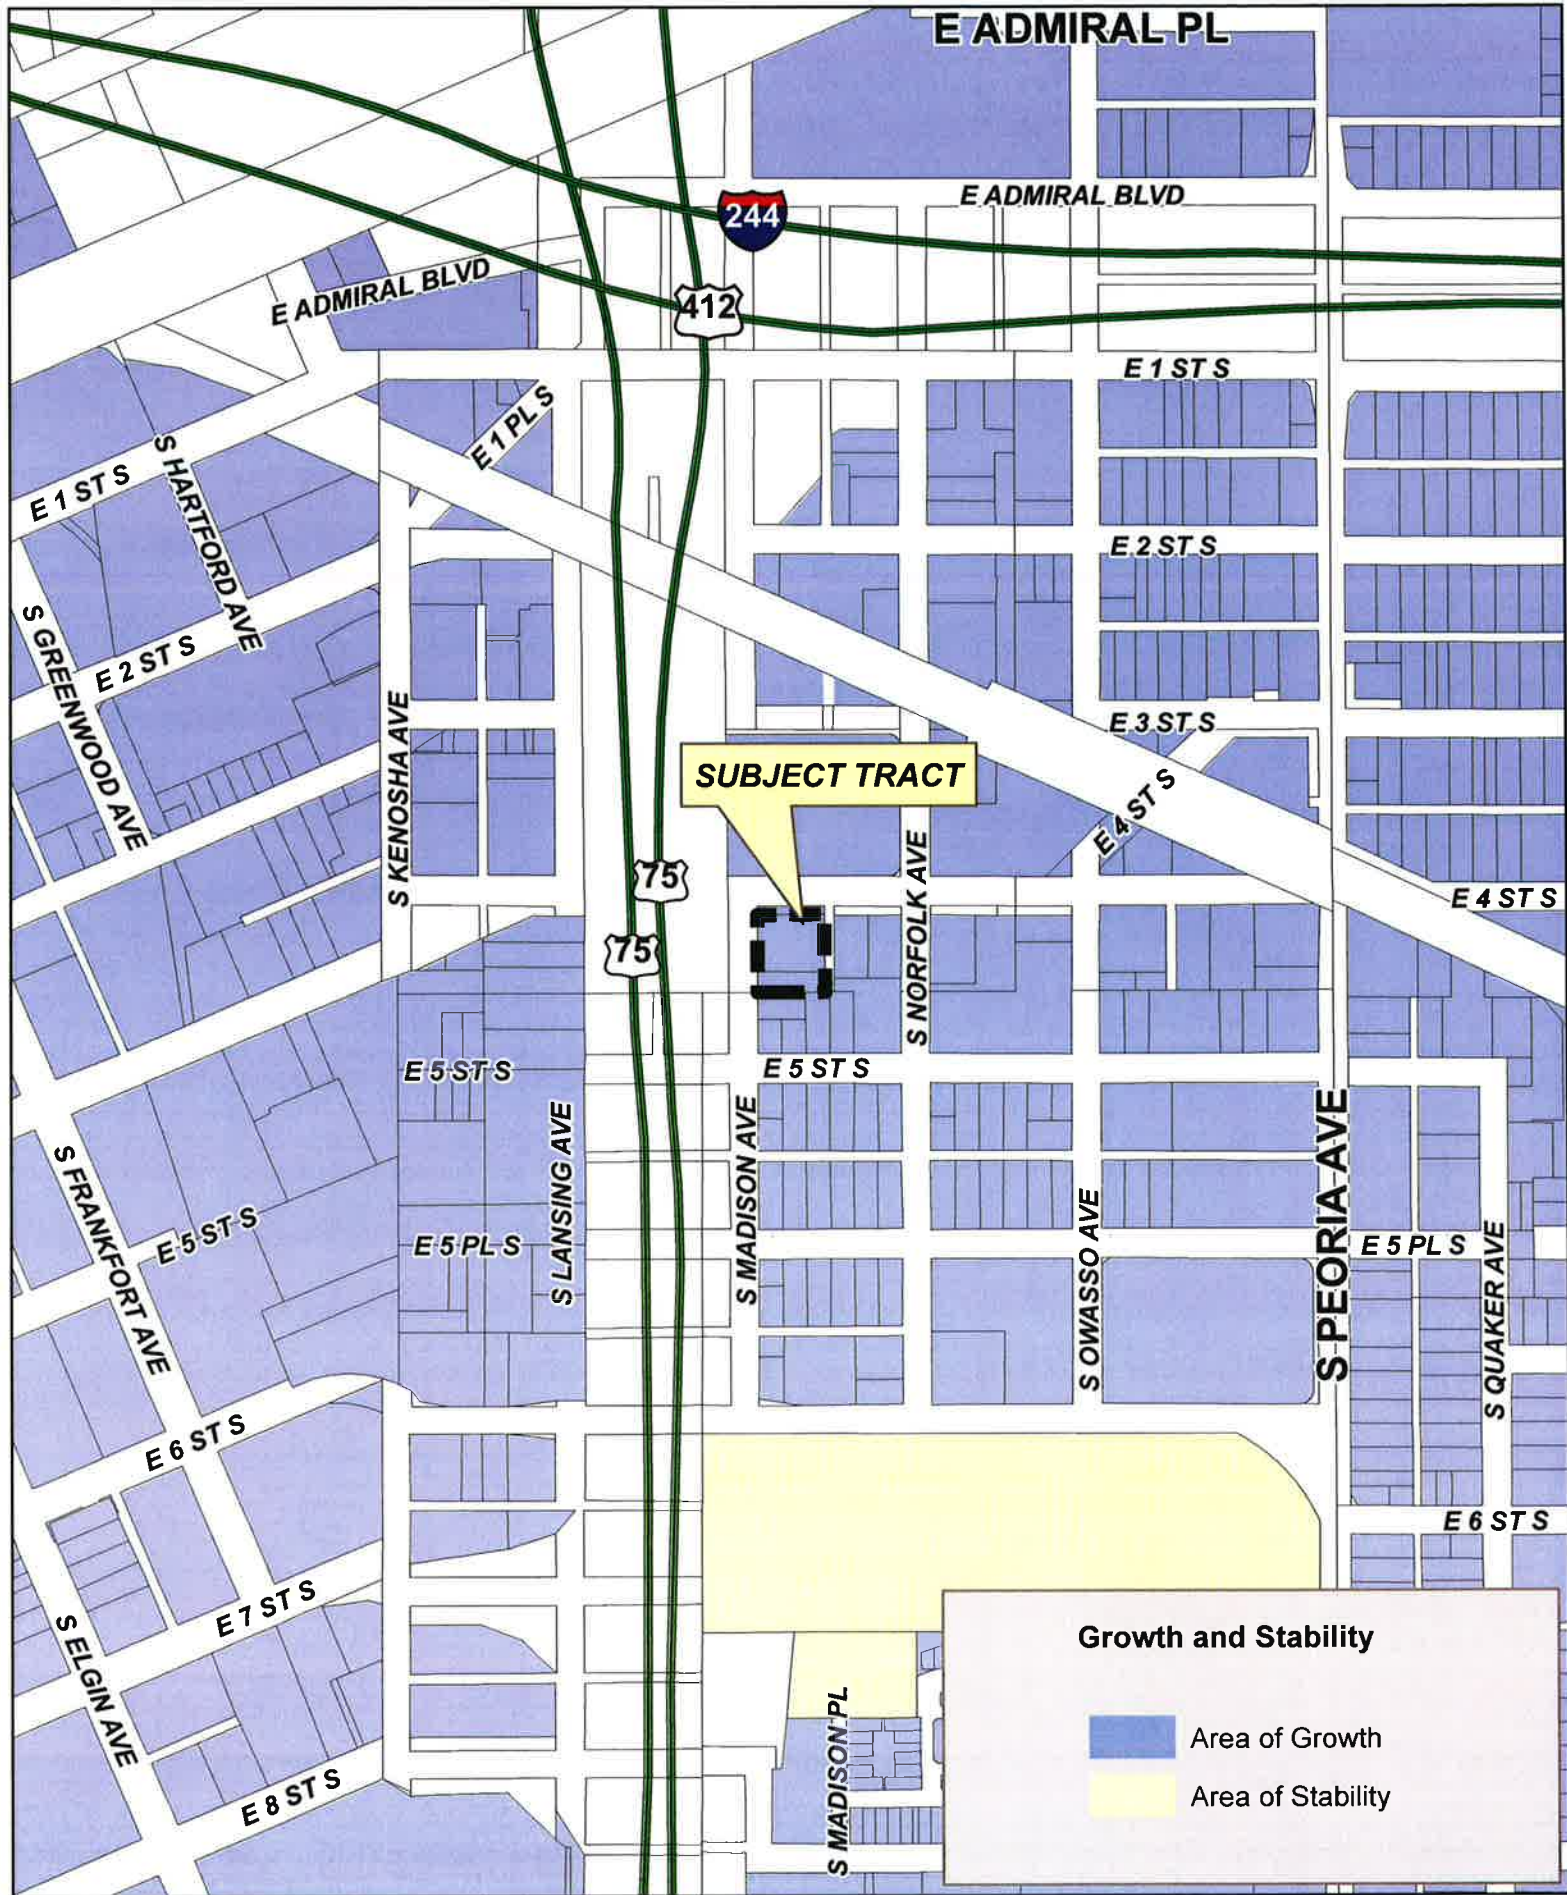 E ADMIRAL PL
E ADMIRAL BLVD
244
E ADMIRAL BLVD
412
E 1 ST S
E 1 PL S
S HARTFORD AVE
E 1 ST S
E 2 ST S
S GREENWOOD AVE
E 2 ST S
S KENOSHA AVE
E 3 ST S
SUBJECT TRACT
E 4 ST S
75
S NORFOLK AVE
E 4 ST S
75
E 5 ST S
E 5 ST S
S LANSING AVE
S MADISON AVE
S PEORIA AVE
S FRANKFORT AVE
E 5 ST S
E 5 PL S
S OWASSO AVE
E 5 PL S
S QUAKER AVE
E 6 ST S
E 6 ST S
E 7 ST S
S ELGIN AVE
S MADISON PL
E 8 ST S
Growth and Stability
Area of Growth
Area of Stability